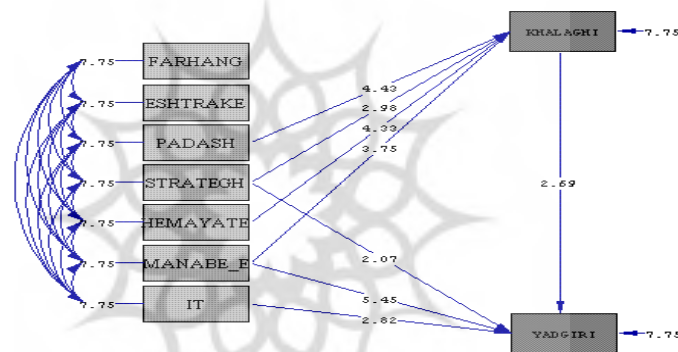 KHALAGHI
7.75
7.75
FARHANG
7.75
ESHTRAKE
4.43
2.98
7.75
PADASH
4.33
3.75
7.75
STRATEGH
2.69
7.75
HEMAYATE
7.75
MANABE_E
2.07
7.75
IT
5.45
2.82
YADGIRI
7.75